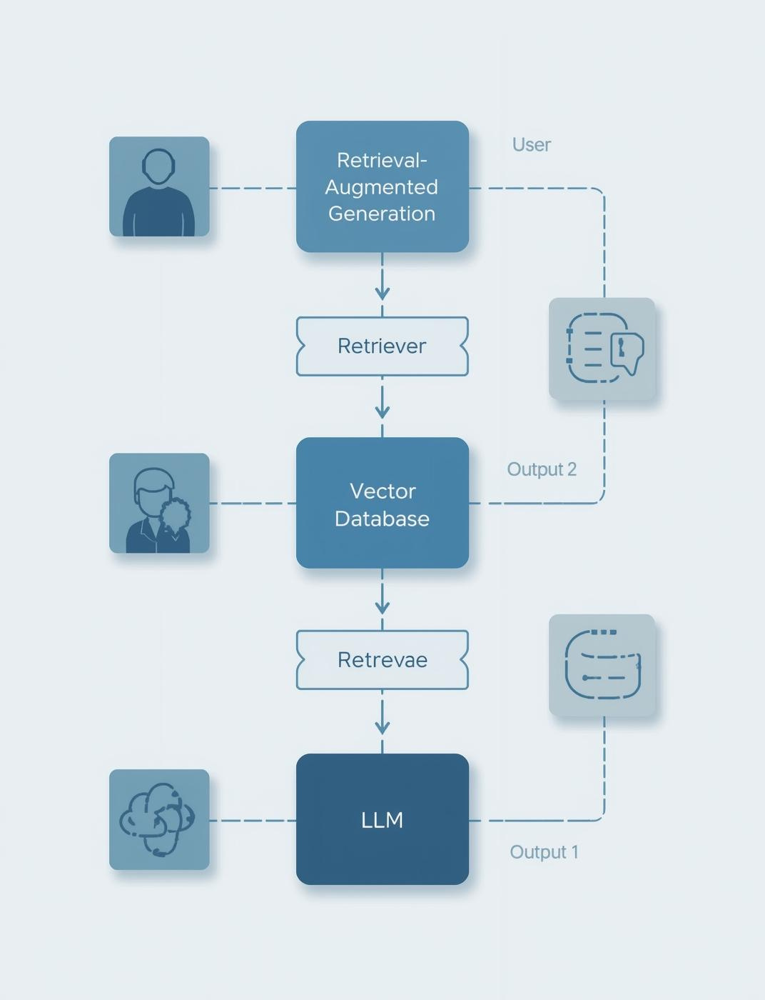 Retrieval-
Augmented
Generation
User
Retriever
Vector
Database
Output 2
Retrevae
LLM
Output 1